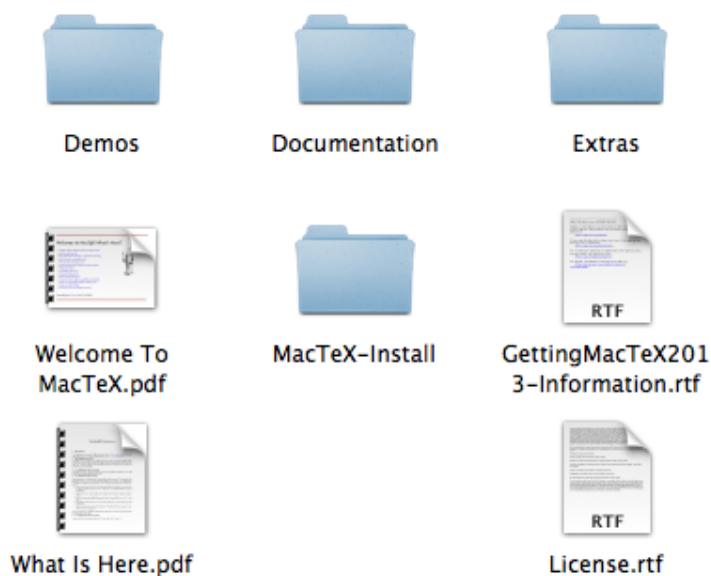 Demos
Documentation
Extras
Welcome To
MacTeX.pdf
MacTeX-Install
RTF
GettingMacTeX201
3-Information.rtf
What Is Here.pdf
RTF
License.rtf